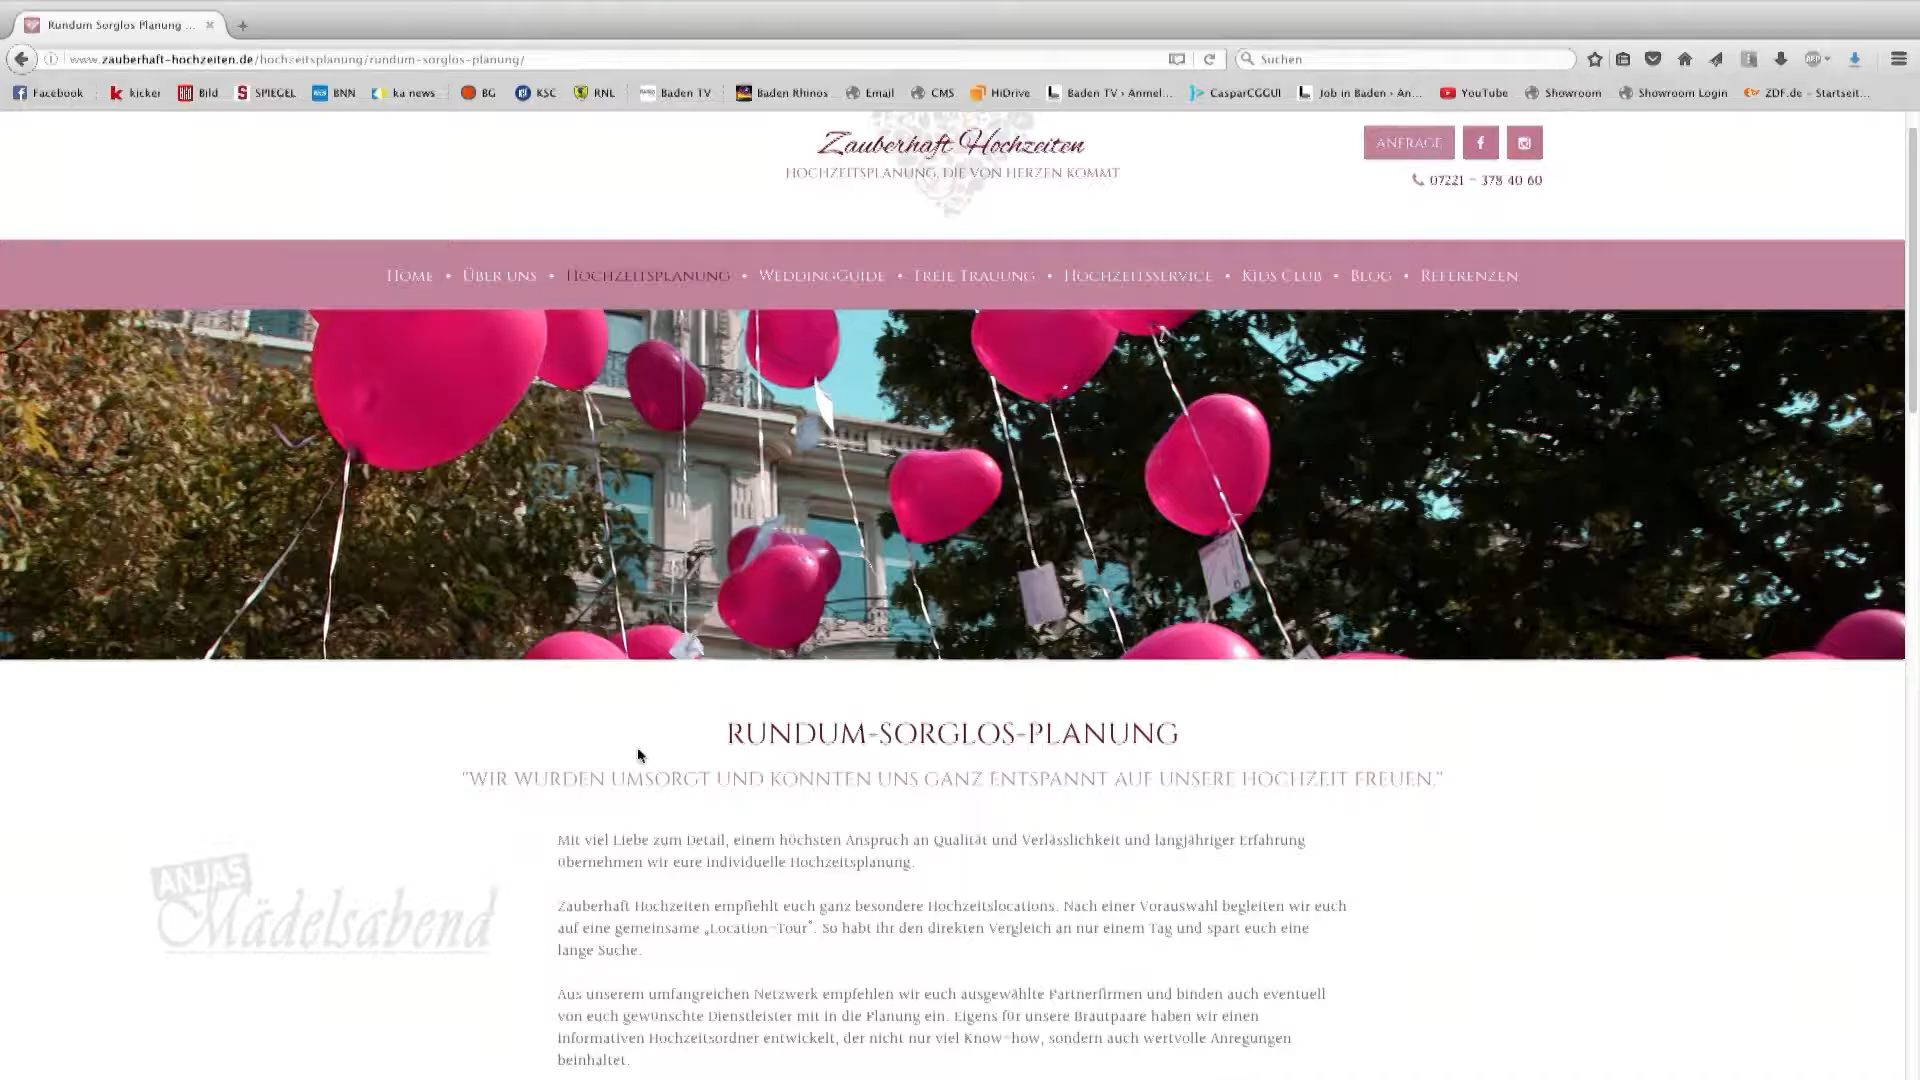 Rundum Sorglos Planung ...
www.zauberhaft-hochzeiten.de/hochzeitsplanung/rundum-sorglos-planung/
Suchen
Facebook kicker Bild SPIEGEL BNN ka news BG KSC RNL Baden TV Baden Rhinos Email CMS HiDrive Baden TV › Anmel... CasparCGGUI Job in Baden › An... YouTube Showroom Showroom Login ZDF.de - Startseit...
Zauberhaft Hochzeiten
HOCHZEITSPLANUNG, DIE VON HERZEN KOMMT
ANFRAGE
07221 - 378 40 60
HOME • ÜBER UNS • HOCHZEITSPLANUNG • WEDDINGGUIDE • FREIE TRAUUNG • HOCHZEITSSERVICE • KIDS CLUB • BLOG • REFERENZEN
RUNDUM-SORGLOS-PLANUNG
"WIR WURDEN UMSORGT UND KONNTEN UNS GANZ ENTSPANNT AUF UNSERE HOCHZEIT FREUEN."
Mit viel Liebe zum Detail, einem höchsten Anspruch an Qualität und Verlässlichkeit und langjähriger Erfahrung
übernehmen wir eure individuelle Hochzeitsplanung.
Zauberhaft Hochzeiten empfiehlt euch ganz besondere Hochzeitslocations. Nach einer Vorauswahl begleiten wir euch
auf eine gemeinsame „Location-Tour“. So habt ihr den direkten Vergleich an nur einem Tag und spart euch eine
lange Suche.
Aus unserem umfangreichen Netzwerk empfehlen wir euch ausgewählte Partnerfirmen und binden auch eventuell
von euch gewünschte Dienstleister mit in die Planung ein. Eigens für unsere Brautpaare haben wir einen
informativen Hochzeitsordner entwickelt, der nicht nur viel Know-how, sondern auch wertvolle Anregungen
beinhaltet.
ANJAS
Mädelsabend